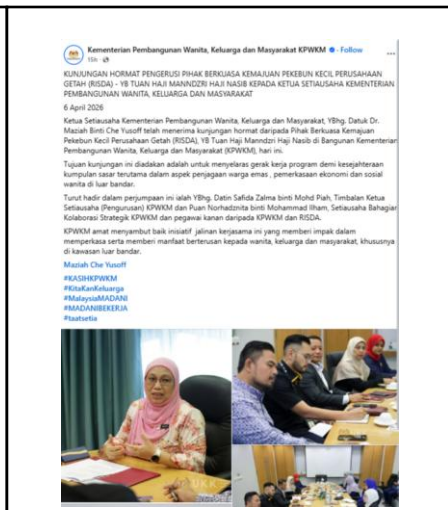 Kementerian Pembangunan Wanita, Keluarga dan Masyarakat KPWKM · Follow
15h ·
KUNJUNGAN HORMAT PENGERUSI PIHAK BERKUASA KEMAJUAN PEKEBUN KECIL PERUSAHAAN
GETAH (RISDA) - YB TUAN HAJI MANNDZRI HAJI NASIB KEPADA KETUA SETIAUSAHA KEMENTERIAN
PEMBANGUNAN WANITA, KELUARGA DAN MASYARAKAT
6 April 2026
Ketua Setiausaha Kementerian Pembangunan Wanita, Keluarga dan Masyarakat, YBhg. Datuk Dr.
Maziah Binti Che Yusoff telah menerima kunjungan hormat daripada Pihak Berkuasa Kemajuan
Pekebun Kecil Perusahaan Getah (RISDA), YB Tuan Haji Manndzri Haji Nasib di Bangunan Kementerian
Pembangunan Wanita, Keluarga dan Masyarakat (KPWKM), hari ini.
Tujuan kunjungan ini diadakan adalah untuk menyelaras gerak kerja program demi kesejahteraan
kumpulan sasar terutama dalam aspek penjagaan warga emas , pemerkasaan ekonomi dan sosial
wanita di luar bandar.
Turut hadir dalam perjumpaan ini ialah YBhg. Datin Safida Zalma binti Mohd Piah, Timbalan Ketua
Setiausaha (Pengurusan) KPWKM dan Puan Norhadznita binti Mohammad Ilham, Setiausaha Bahagian
Kolaborasi Strategik KPWKM dan pegawai kanan daripada KPWKM dan RISDA.
KPWKM amat menyambut baik inisiatif jalinan kerjasama ini yang memberi impak dalam
memperkasa serta memberi manfaat berterusan kepada wanita, keluarga dan masyarakat, khususnya
di kawasan luar bandar.
Maziah Che Yusoff
#KASIHKPWKM
#KitaKanKeluarga
#MalaysiaMADANI
#MADANIBEKERJA
#taatsetia
UKK